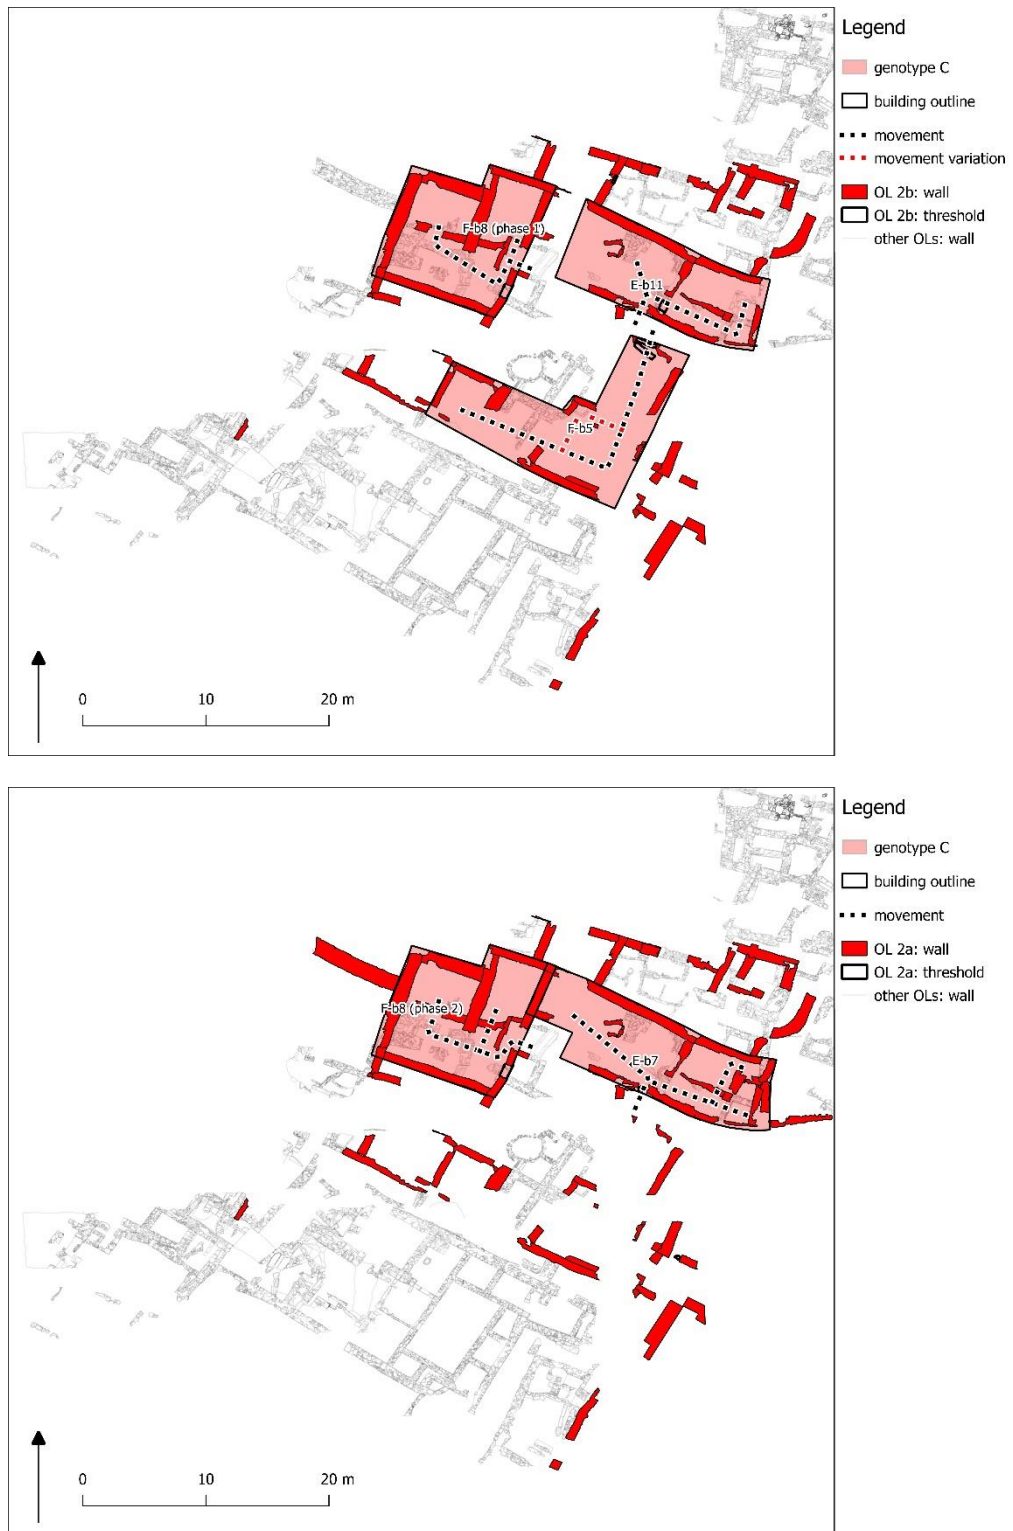 Legend
genotype C
building outline
movement
movement variation
OL 2b: wall
OL 2b: threshold
other OLs: wall
F-b8 (phase 1)
E-b11
F-b5
0 10 20 m
Legend
genotype C
building outline
movement
OL 2a: wall
OL 2a: threshold
other OLs: wall
F-b8 (phase 2)
E-b7
0 10 20 m